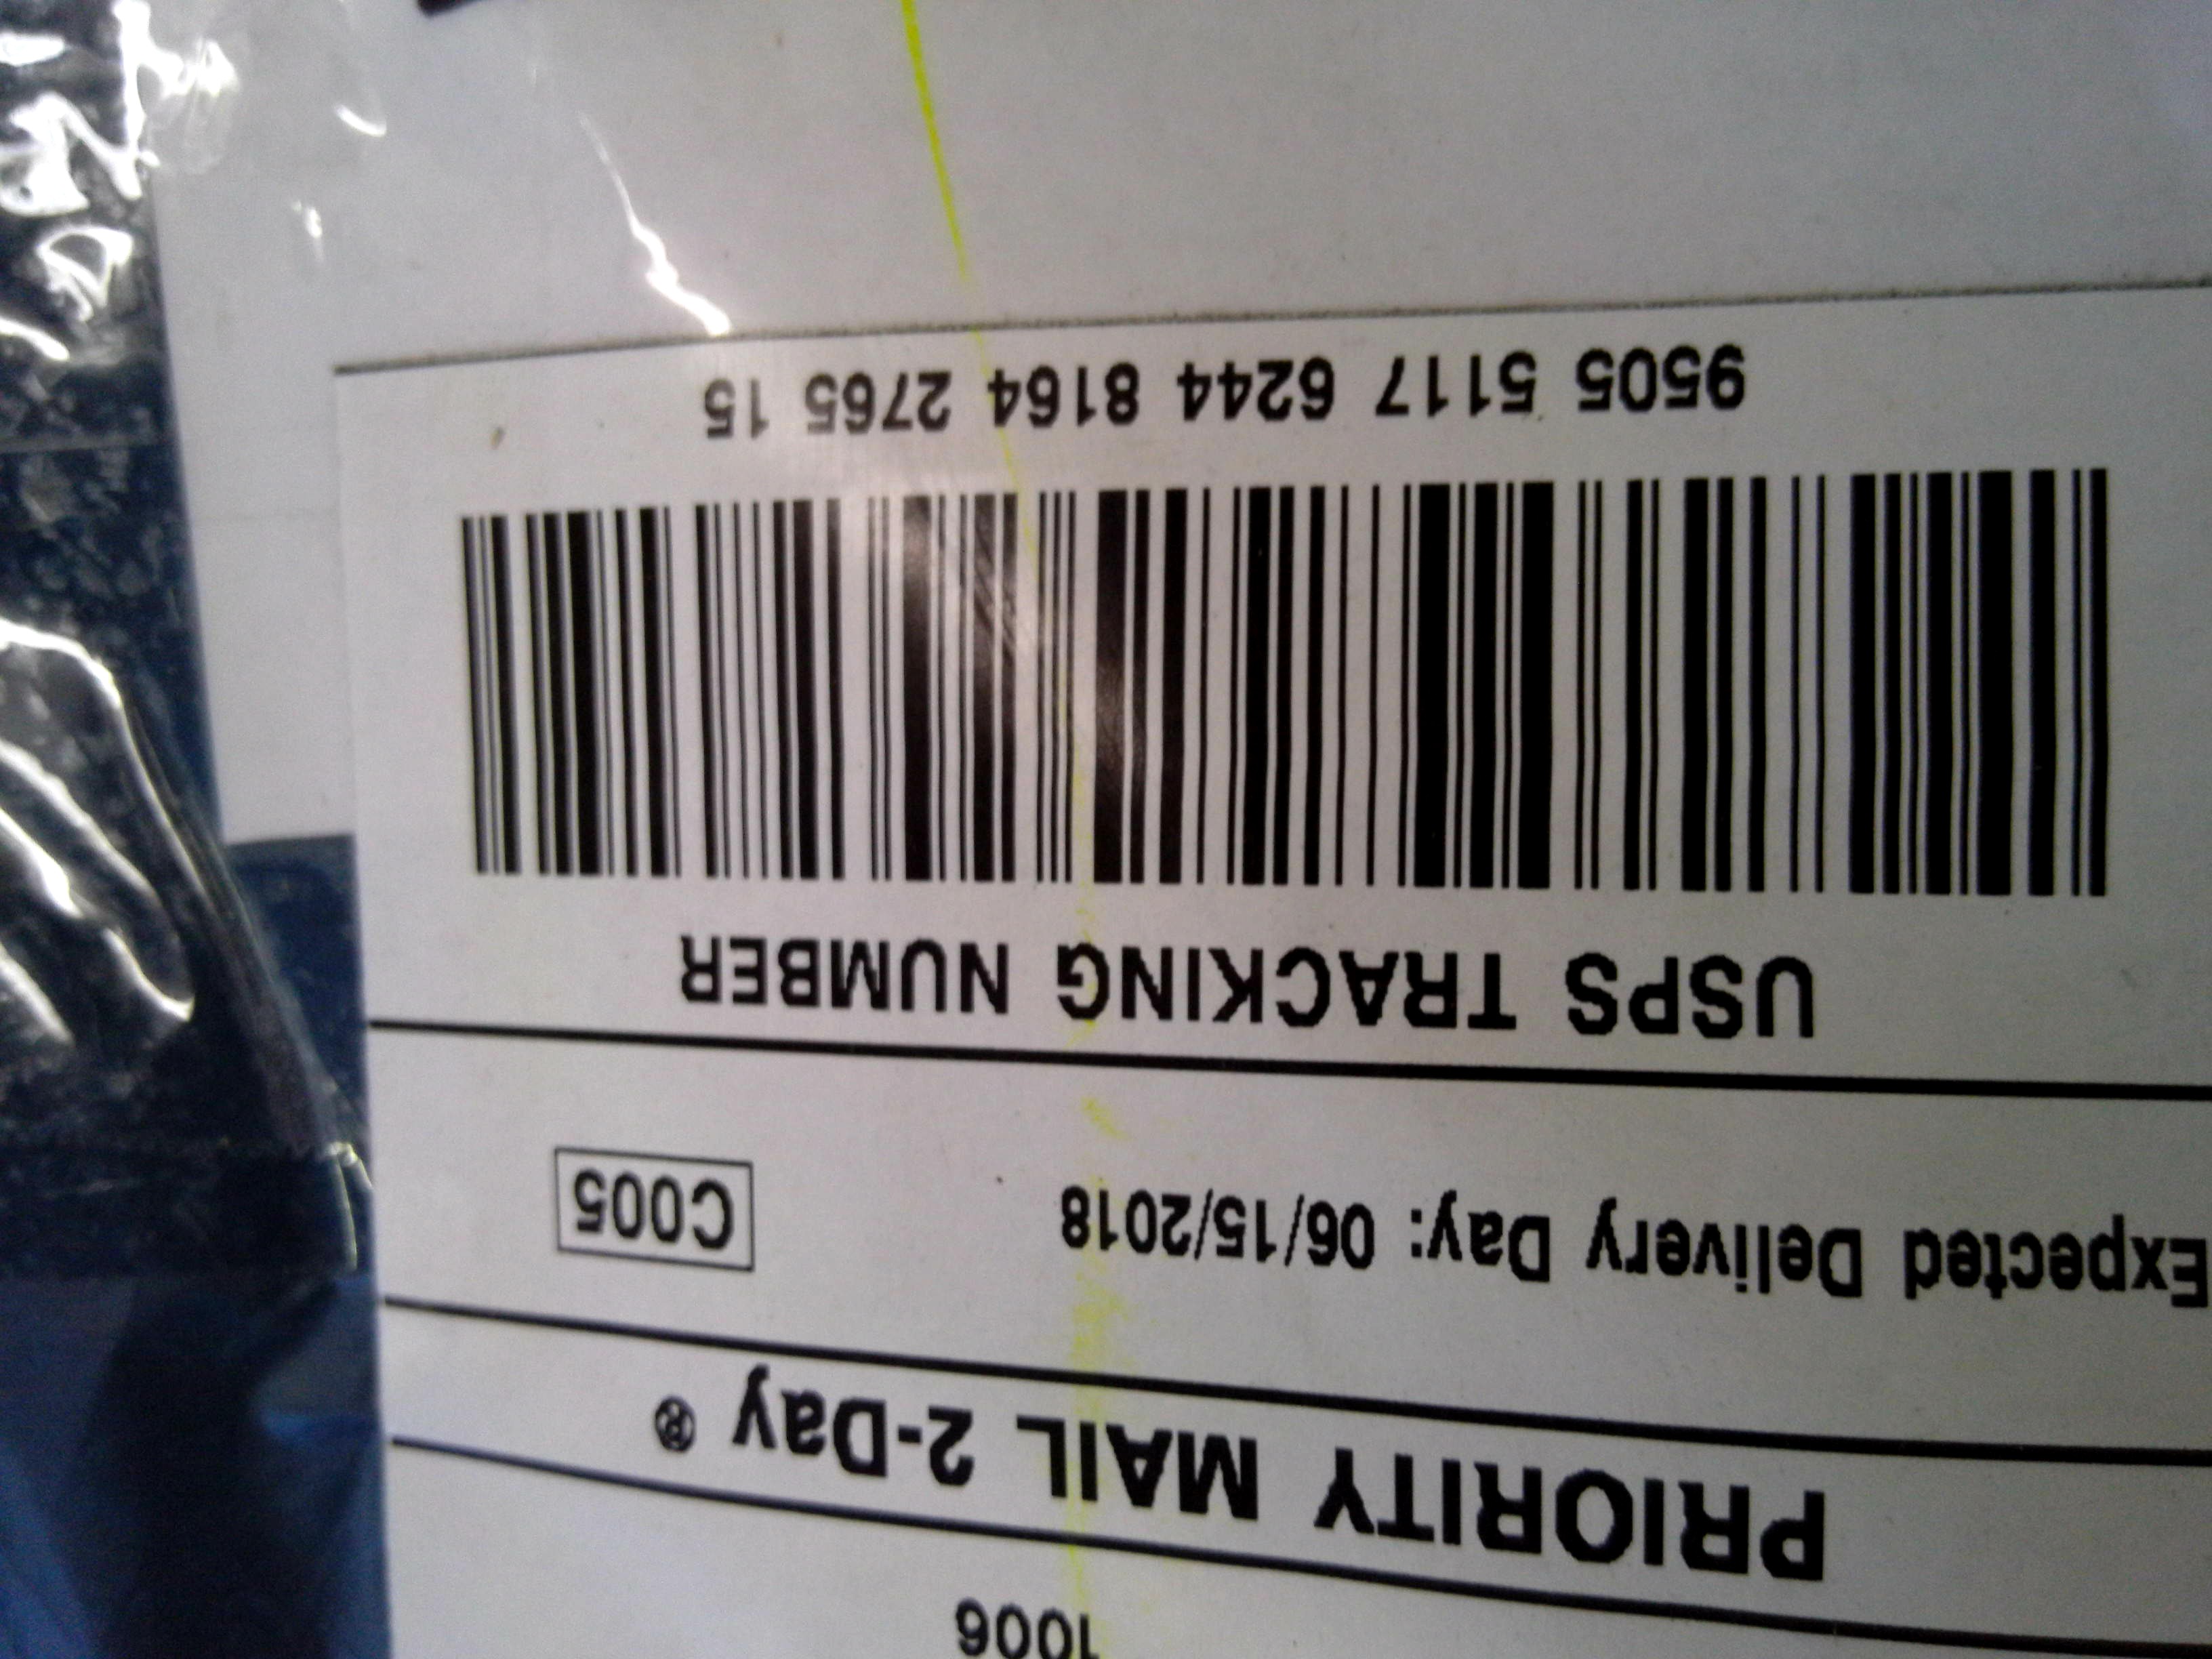 1006
PRIORITY MAIL 2-Day ®
Expected Delivery Day: 06/15/2018
C005
USPS TRACKING NUMBER
9505 5117 6244 8164 2765 15